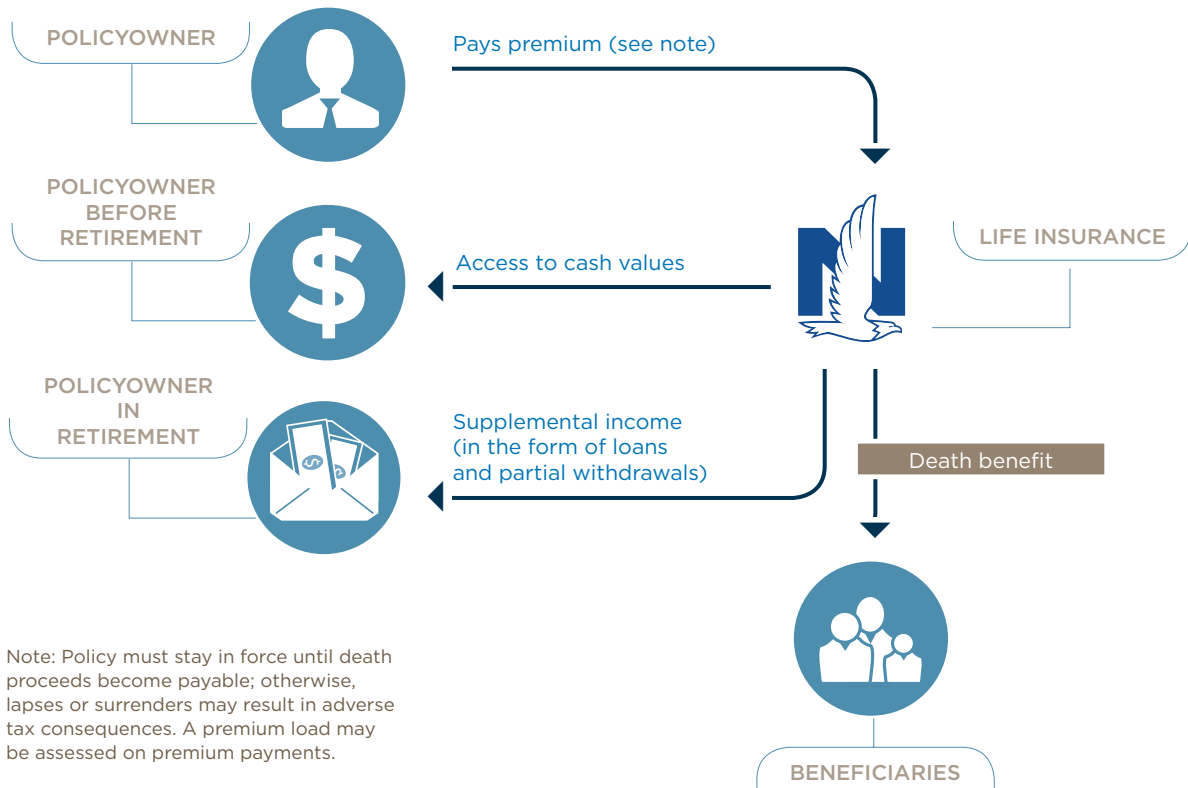 POLICYOWNER
Pays premium (see note)
POLICYOWNER
BEFORE
RETIREMENT
Access to cash values
N
LIFE INSURANCE
POLICYOWNER
IN
RETIREMENT
Supplemental income
(in the form of loans
and partial withdrawals)
Death benefit
Note: Policy must stay in force until death
proceeds become payable; otherwise,
lapses or surrenders may result in adverse
tax consequences. A premium load may
be assessed on premium payments.
BENEFICIARIES